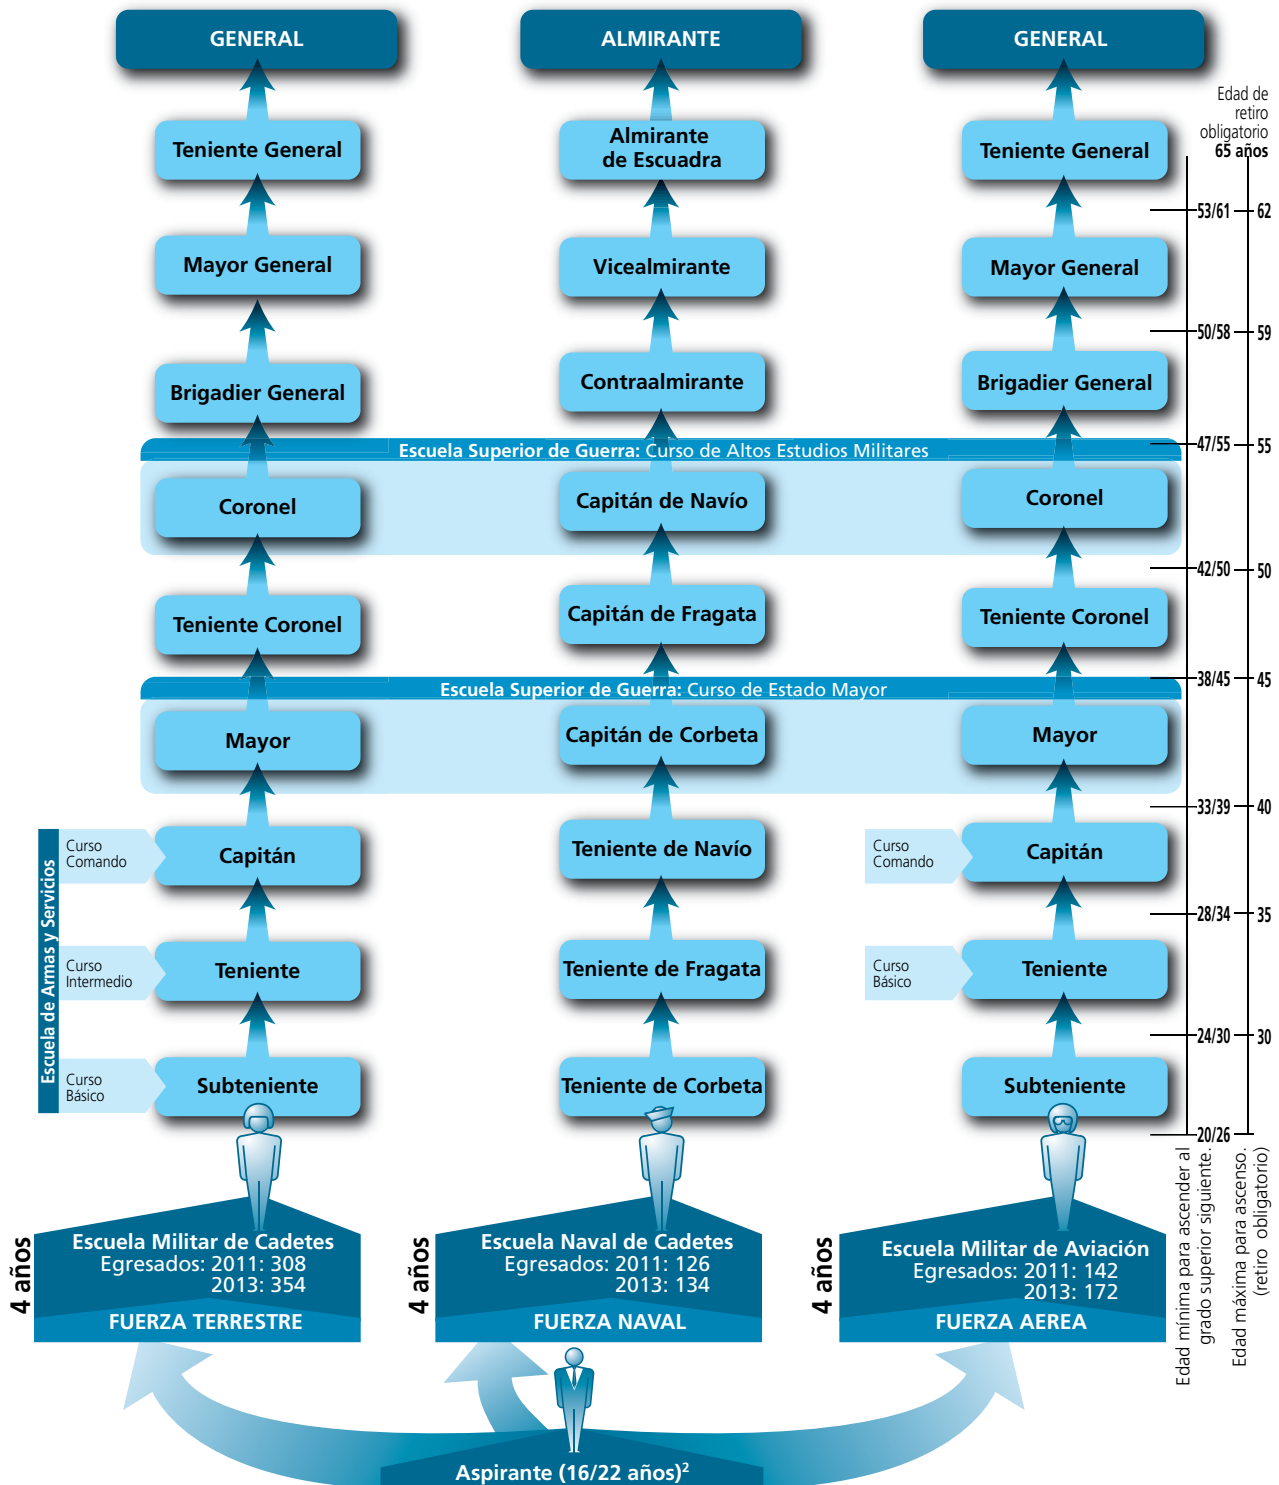 GENERAL
ALMIRANTE
GENERAL
Edad de
retiro
obligatorio
65 años
Teniente General
Almirante
de Escuadra
Teniente General
53/61
62
Mayor General
Vicealmirante
Mayor General
50/58
59
Brigadier General
Contraalmirante
Brigadier General
47/55
55
Escuela Superior de Guerra: Curso de Altos Estudios Militares
Coronel
Capitán de Navío
Coronel
42/50
50
Teniente Coronel
Capitán de Fragata
Teniente Coronel
38/45
45
Escuela Superior de Guerra: Curso de Estado Mayor
Mayor
Capitán de Corbeta
Mayor
33/39
40
Escuela de Armas y Servicios
Curso
Comando
Capitán
Teniente de Navío
Curso
Comando
Capitán
28/34
35
Curso
Intermedio
Teniente
Teniente de Fragata
Curso
Básico
Teniente
24/30
30
Curso
Básico
Subteniente
Teniente de Corbeta
Subteniente
20/26
Edad mínima para ascender al
grado superior siguiente.
Edad máxima para ascenso.
(retiro obligatorio)
4 años
Escuela Militar de Cadetes
Egresados: 2011: 308
2013: 354
FUERZA TERRESTRE
4 años
Escuela Naval de Cadetes
Egresados: 2011: 126
2013: 134
FUERZA NAVAL
4 años
Escuela Militar de Aviación
Egresados: 2011: 142
2013: 172
FUERZA AEREA
Aspirante (16/22 años)²